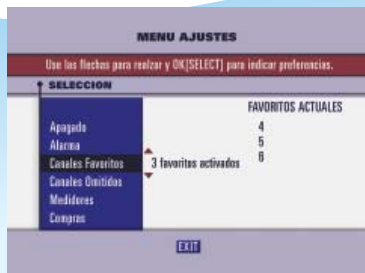 MENU AJUSTES
Use las flechas para realzar y OK[SELECT] para indicar preferencias.
SELECCION
FAVORITOS ACTUALES
Apagado
Alarma
Canales Favoritos
Canales Omitidos
Medidores
Compras
3 favoritos activados
4
5
6
EXIT